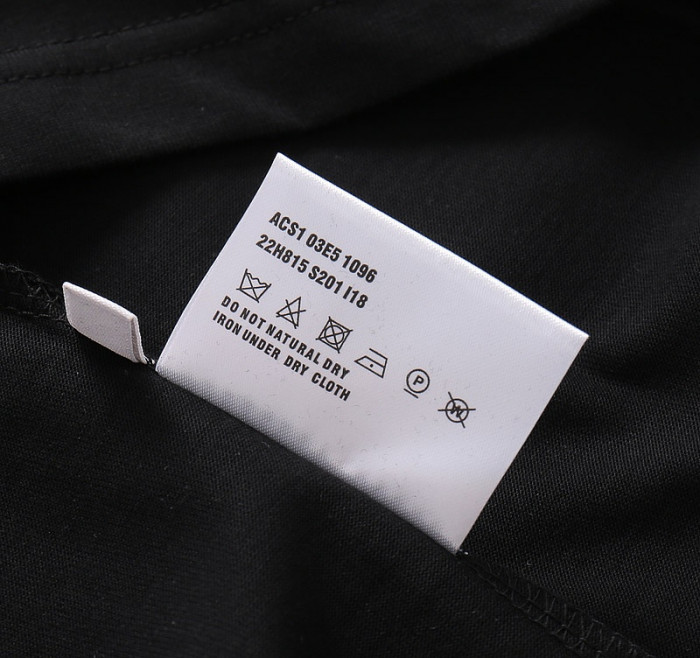 ACS1 03E5 1096
22H815 S201 I18
P
W
DO NOT NATURAL DRY
IRON UNDER DRY CLOTH